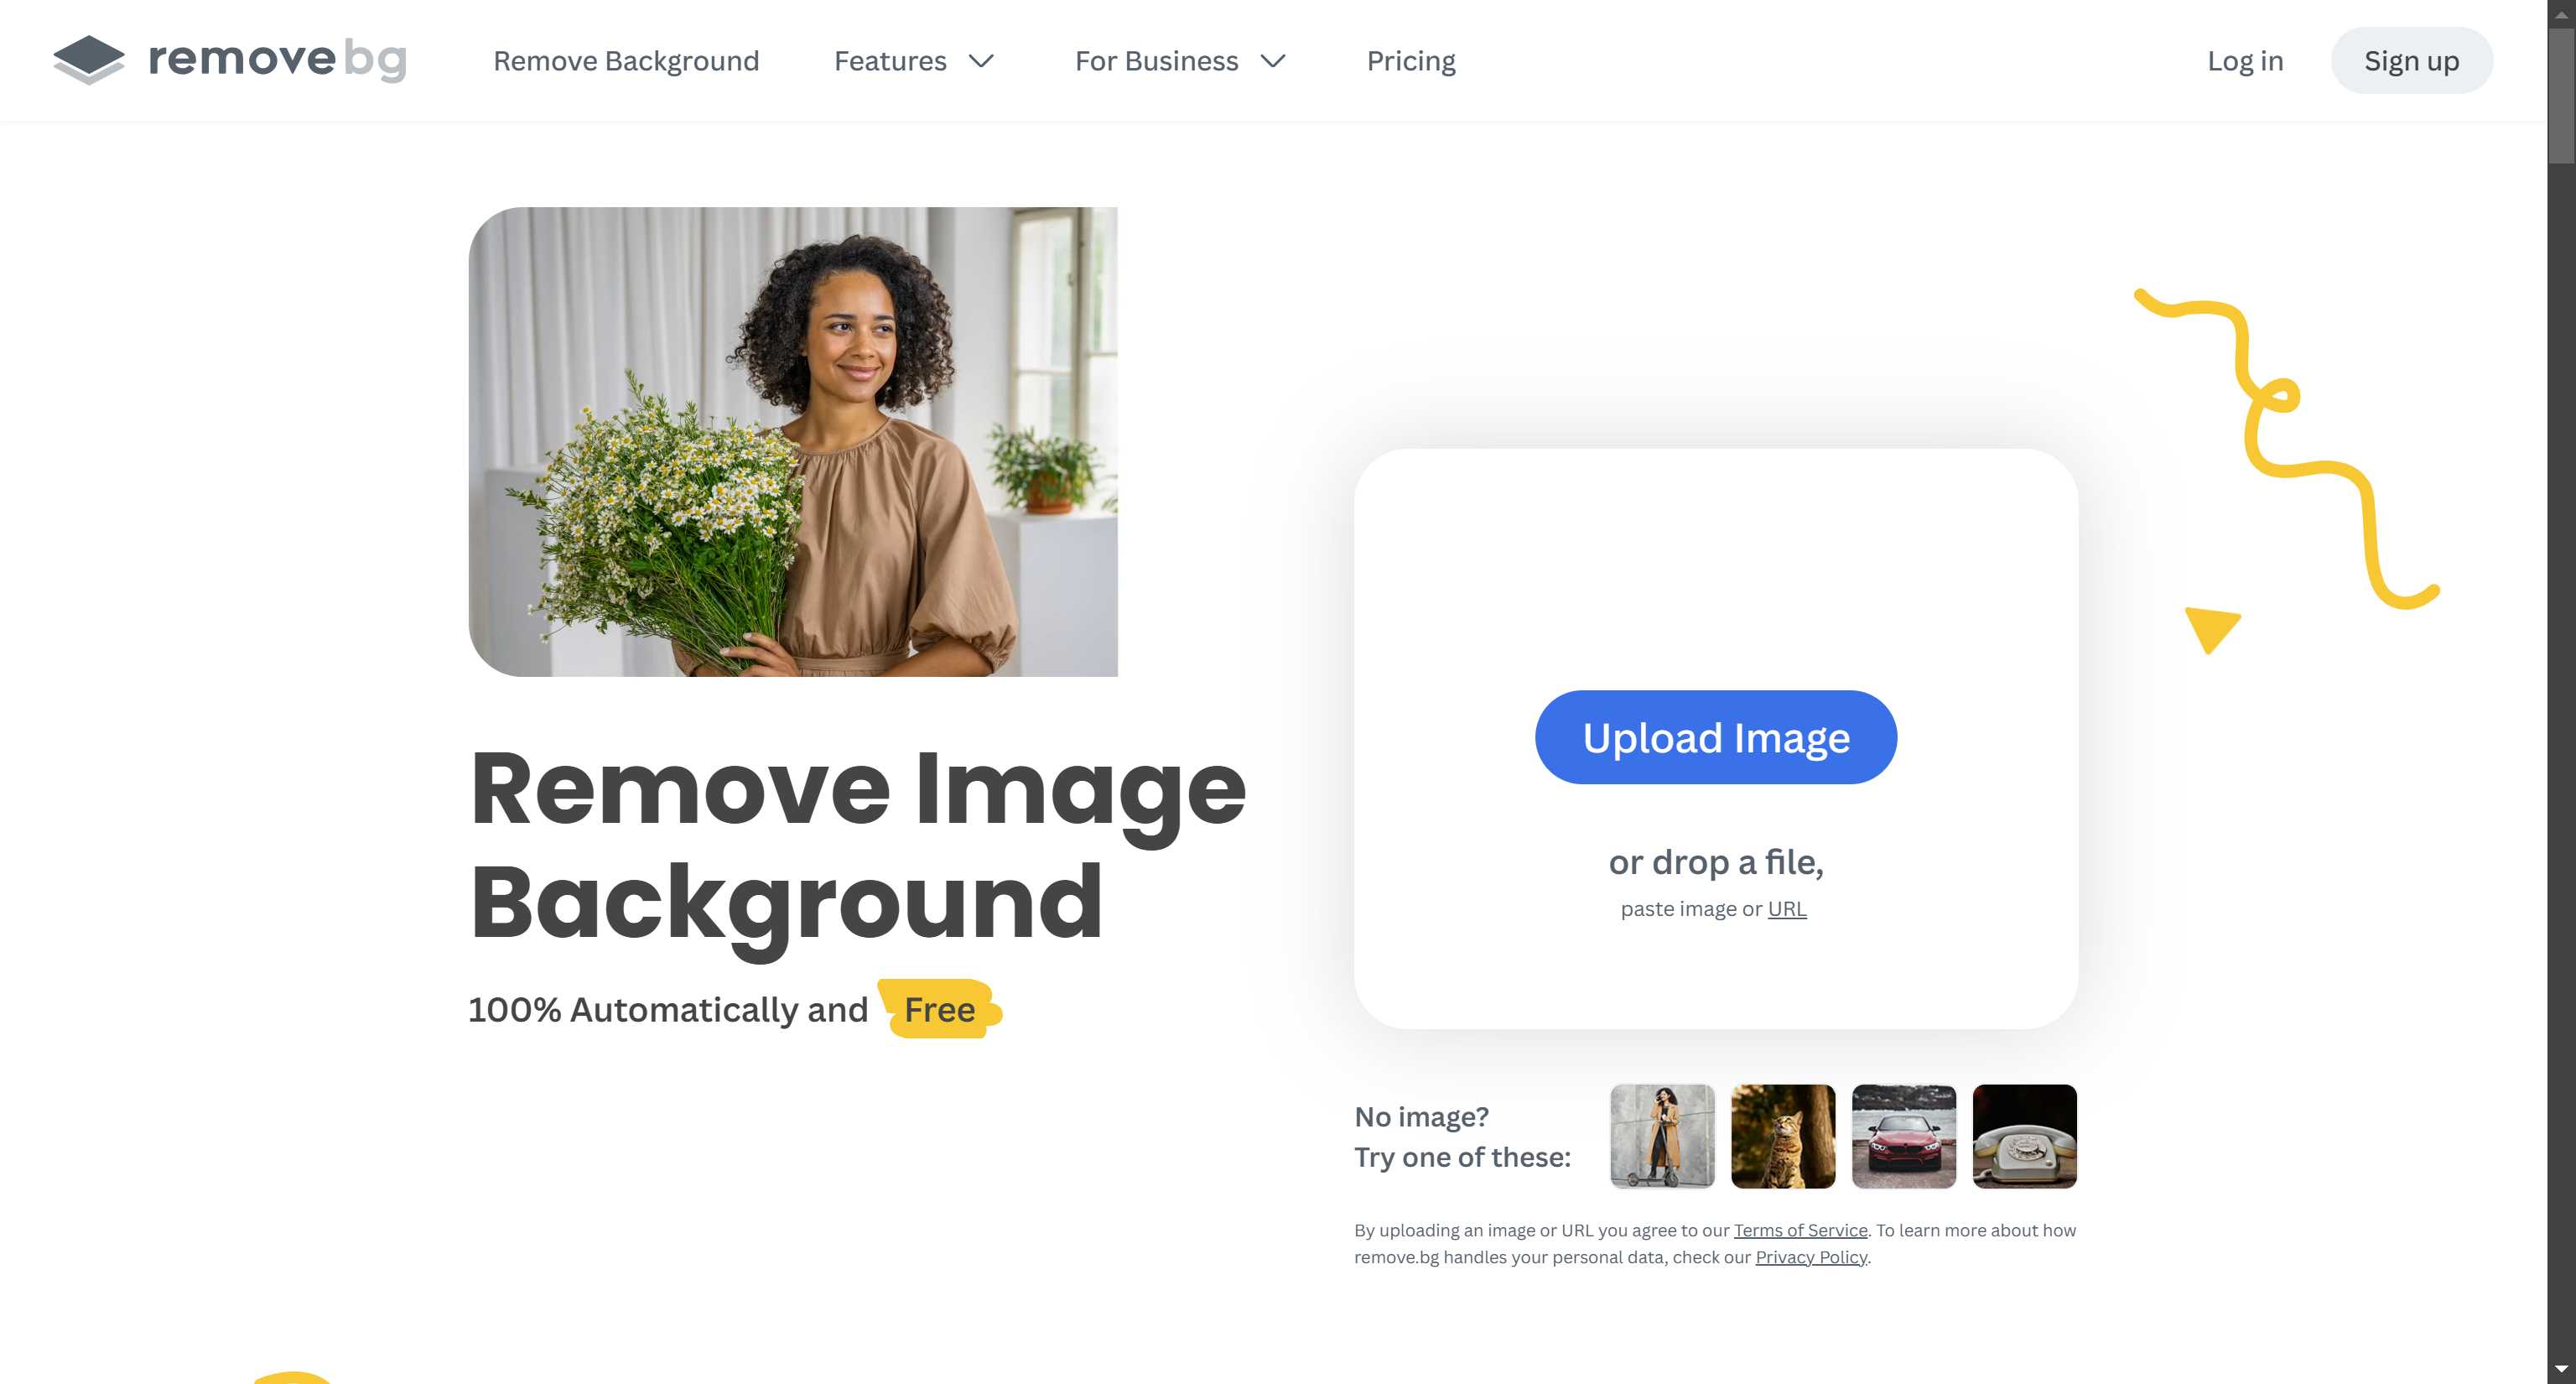 removebg
Remove Background
Features
For Business
Pricing
Log in
Sign up
Remove Image
Background
100% Automatically and Free
Upload Image
or drop a file,
paste image or URL
No image?
Try one of these:
By uploading an image or URL you agree to our Terms of Service. To learn more about how
remove.bg handles your personal data, check our Privacy Policy.